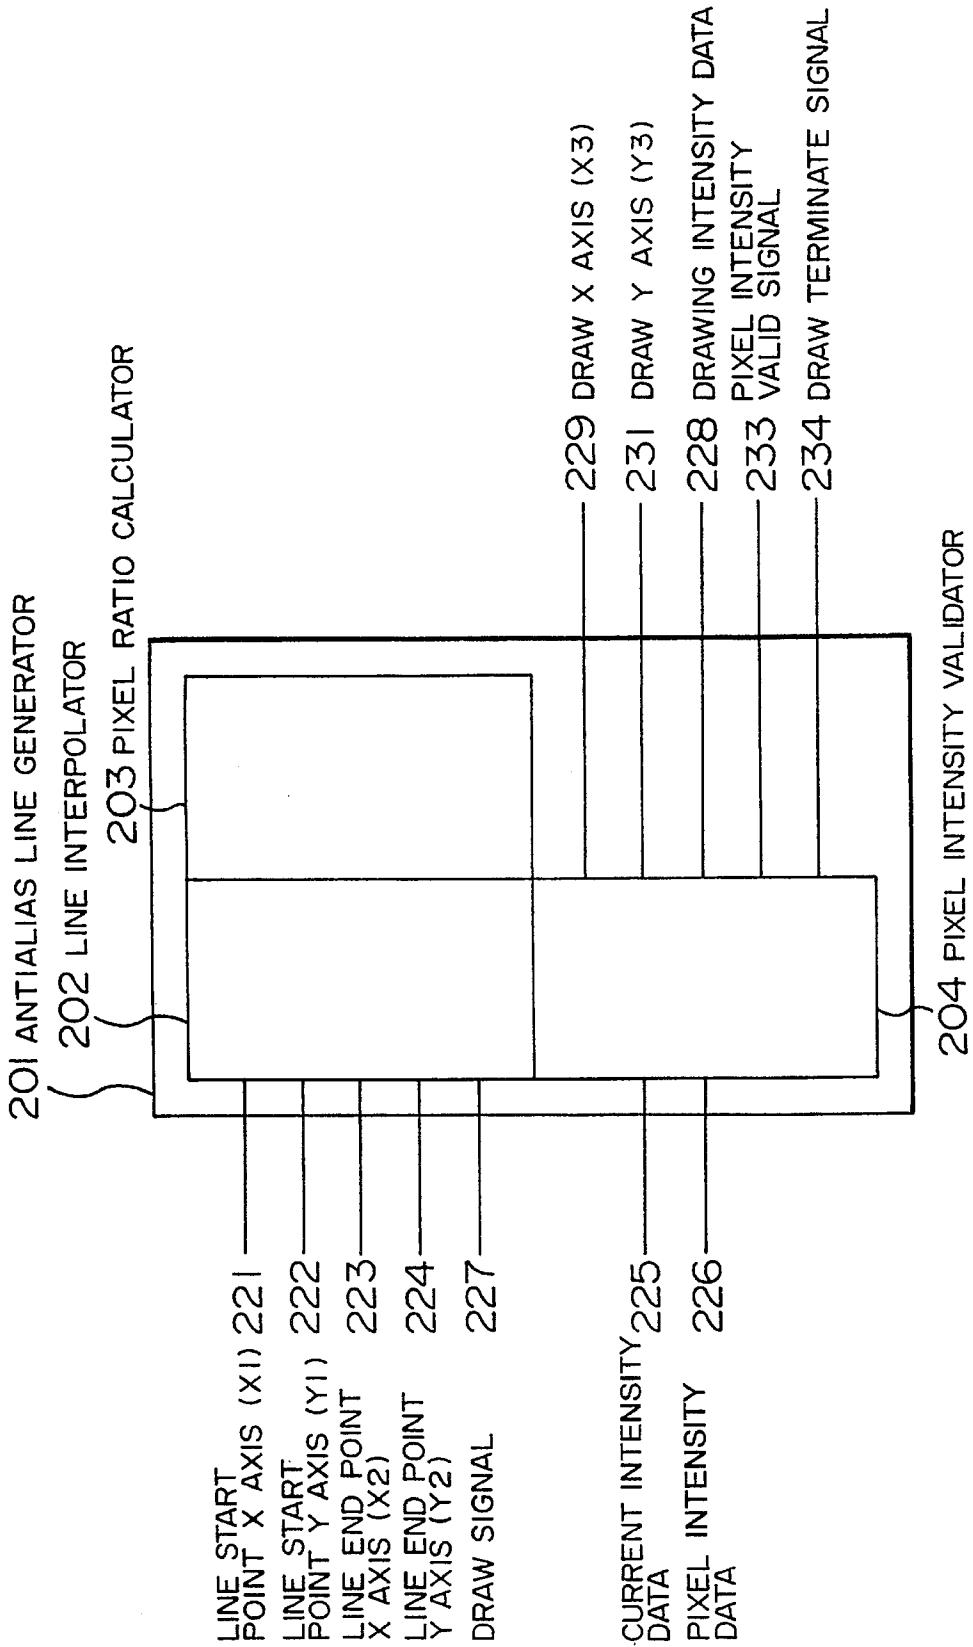 201 ANTIALIAS LINE GENERATOR
202 LINE INTERPOLATOR
203 PIXEL RATIO CALCULATOR
LINE START
POINT X AXIS (X1) 221
LINE START
POINT Y AXIS (Y1) 222
LINE END POINT
X AXIS (X2)
223
LINE END POINT
Y AXIS (Y2)
224
DRAW SIGNAL 227
CURRENT INTENSITY
DATA
225
PIXEL INTENSITY
DATA
226
229 DRAW X AXIS (X3)
231 DRAW Y AXIS (Y3)
228 DRAWING INTENSITY DATA
233 PIXEL INTENSITY
VALID SIGNAL
234 DRAW TERMINATE SIGNAL
204 PIXEL INTENSITY VALIDATOR